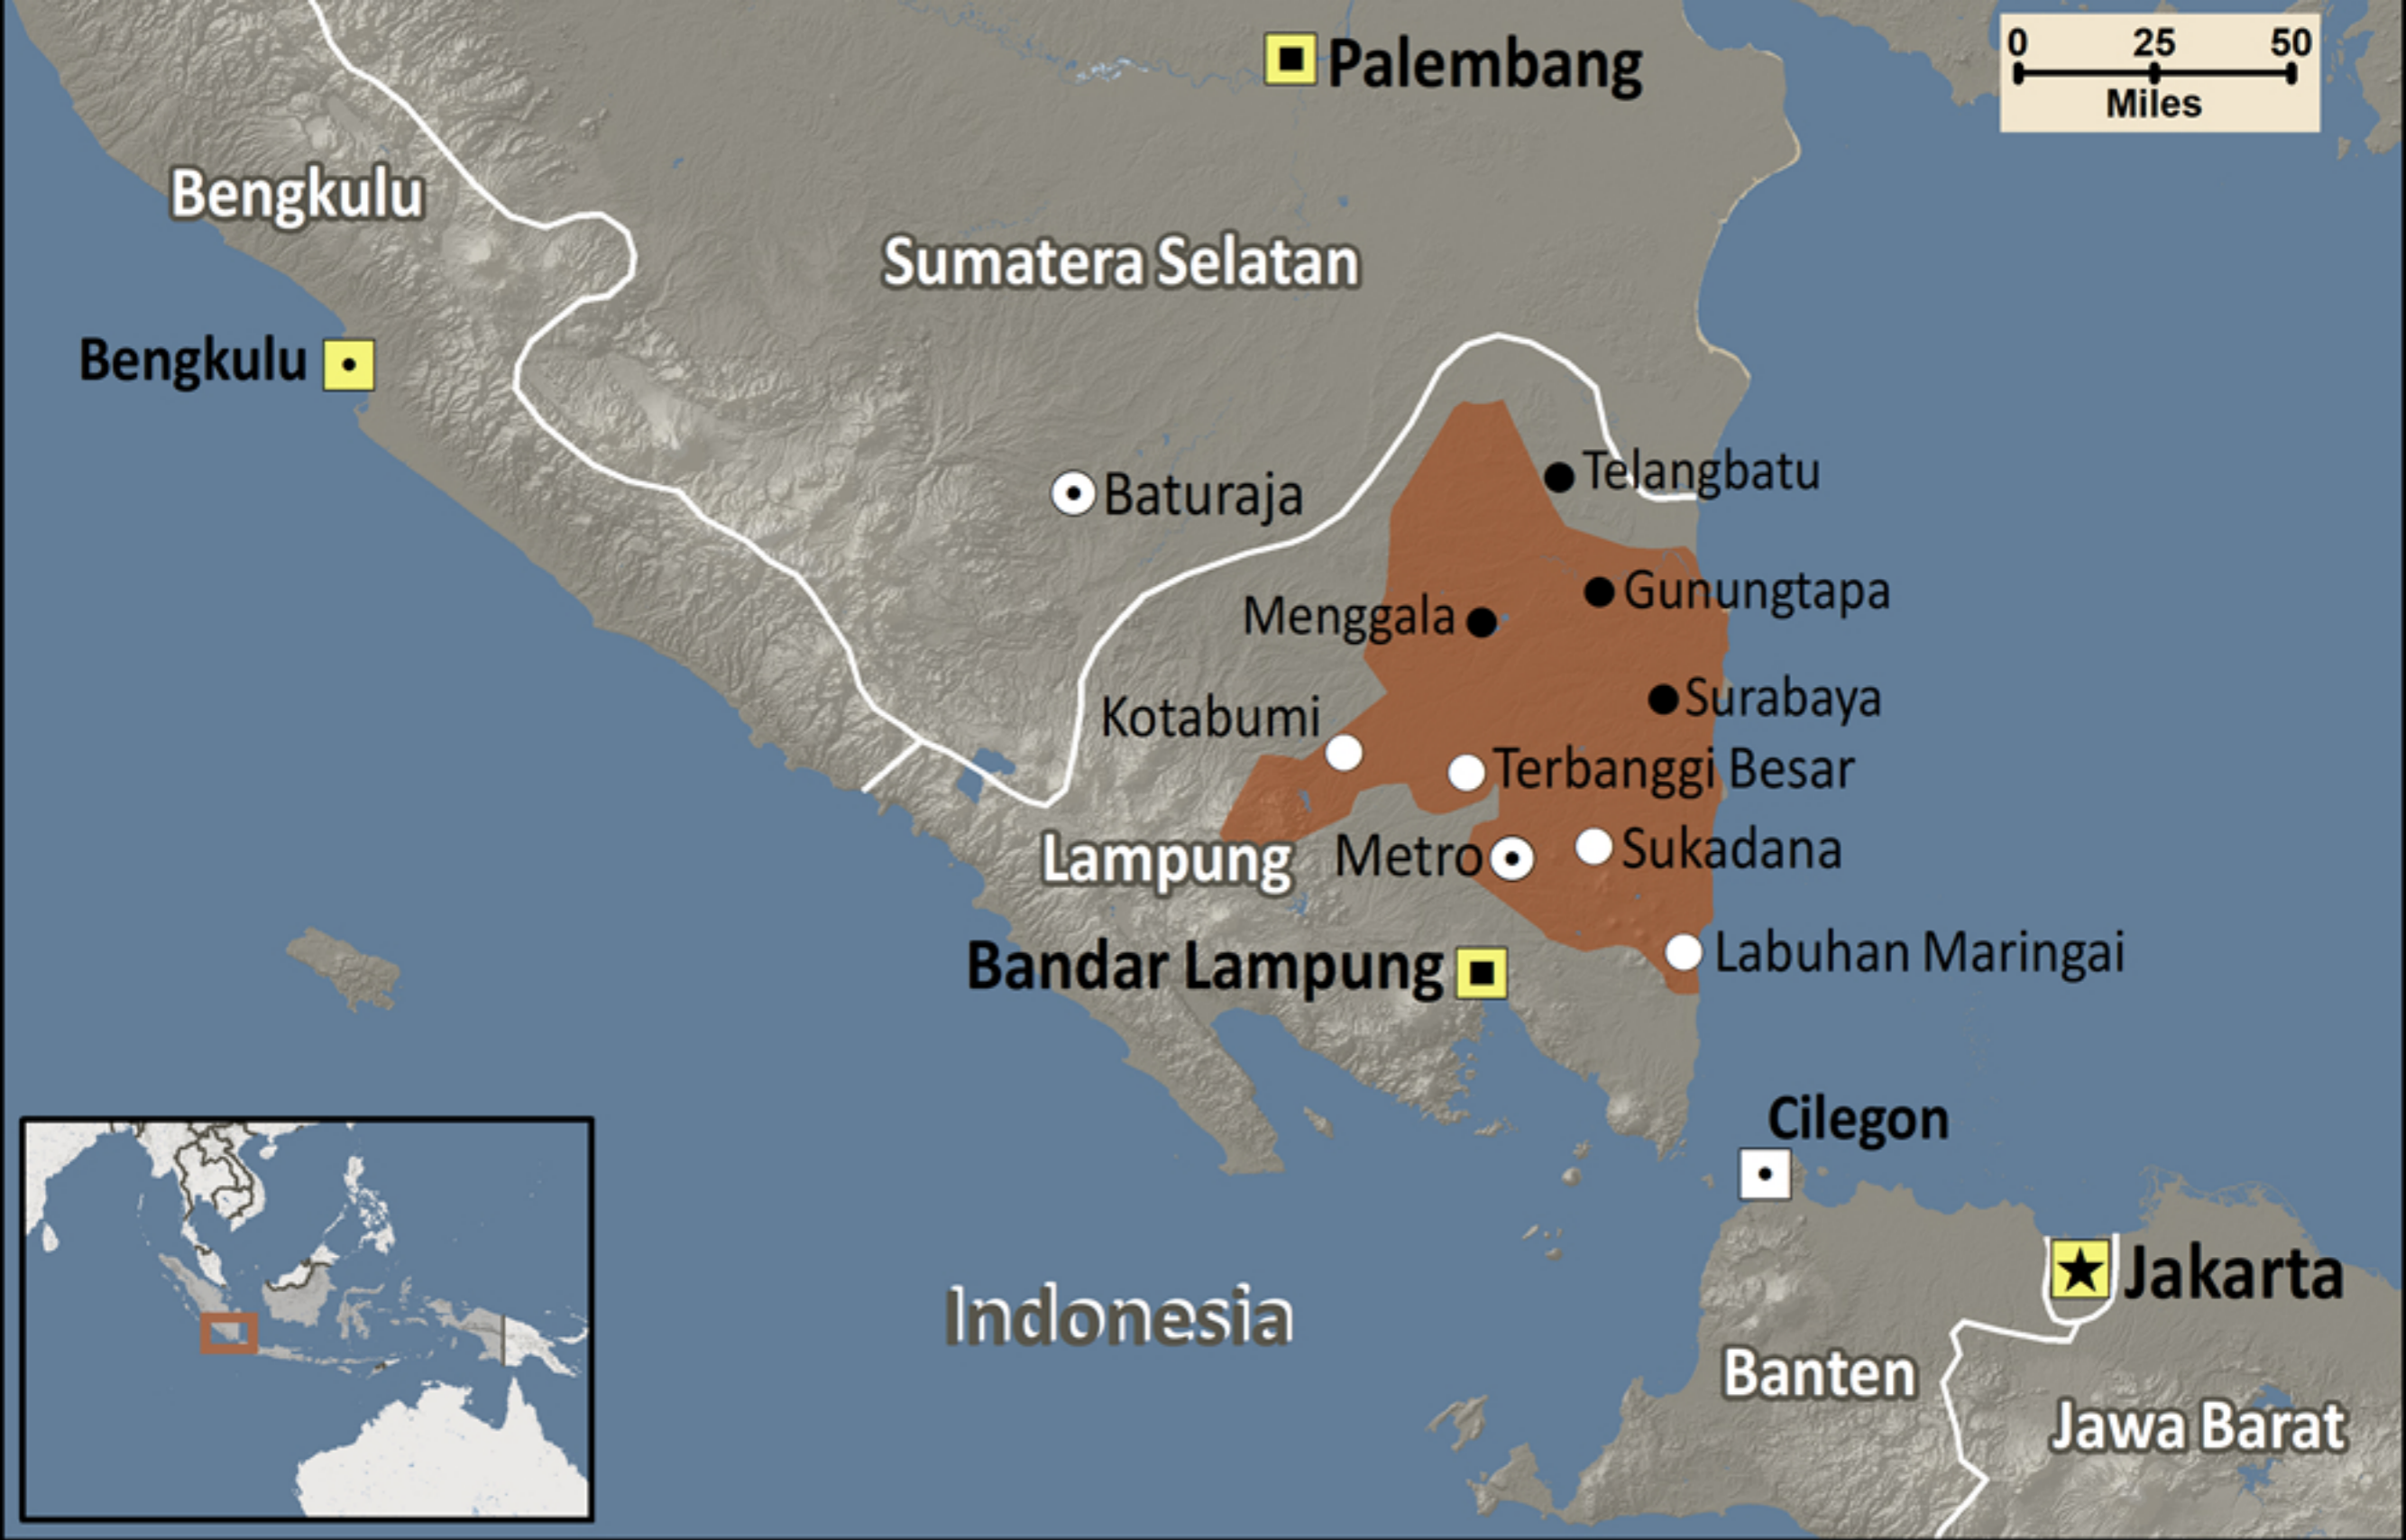 Palembang
0 25 50
Miles
Bengkulu
Sumatera Selatan
Bengkulu
Baturaja
Telangbatu
Menggala
Gunungtapa
Kotabumi
Surabaya
Terbanggi Besar
Lampung
Metro
Sukadana
Bandar Lampung
Labuhan Maringai
Cilegon
Indonesia
Jakarta
Banten
Jawa Barat